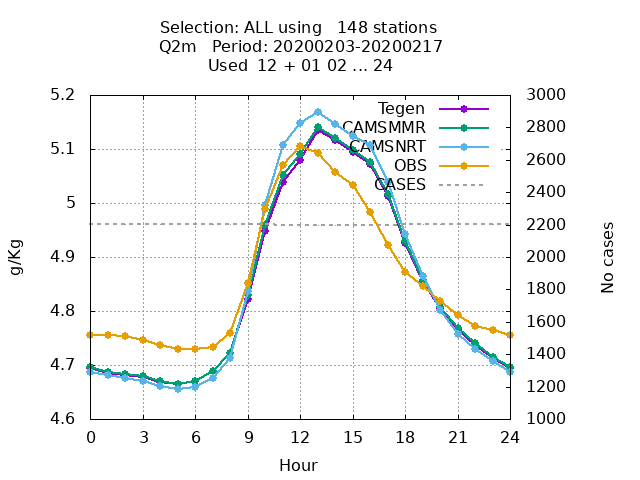 Selection: ALL using   148 stations
Q2m   Period: 20200203-20200217
Used  12 + 01 02 ... 24
5.2
5.1
5
4.9
4.8
4.7
4.6
g/Kg
3000
2800
2600
2400
2200
2000
1800
1600
1400
1200
1000
No cases
Tegen
CAMSMMR
CAMSNRT
OBS
CASES
0 3 6 9 12 15 18 21 24
Hour